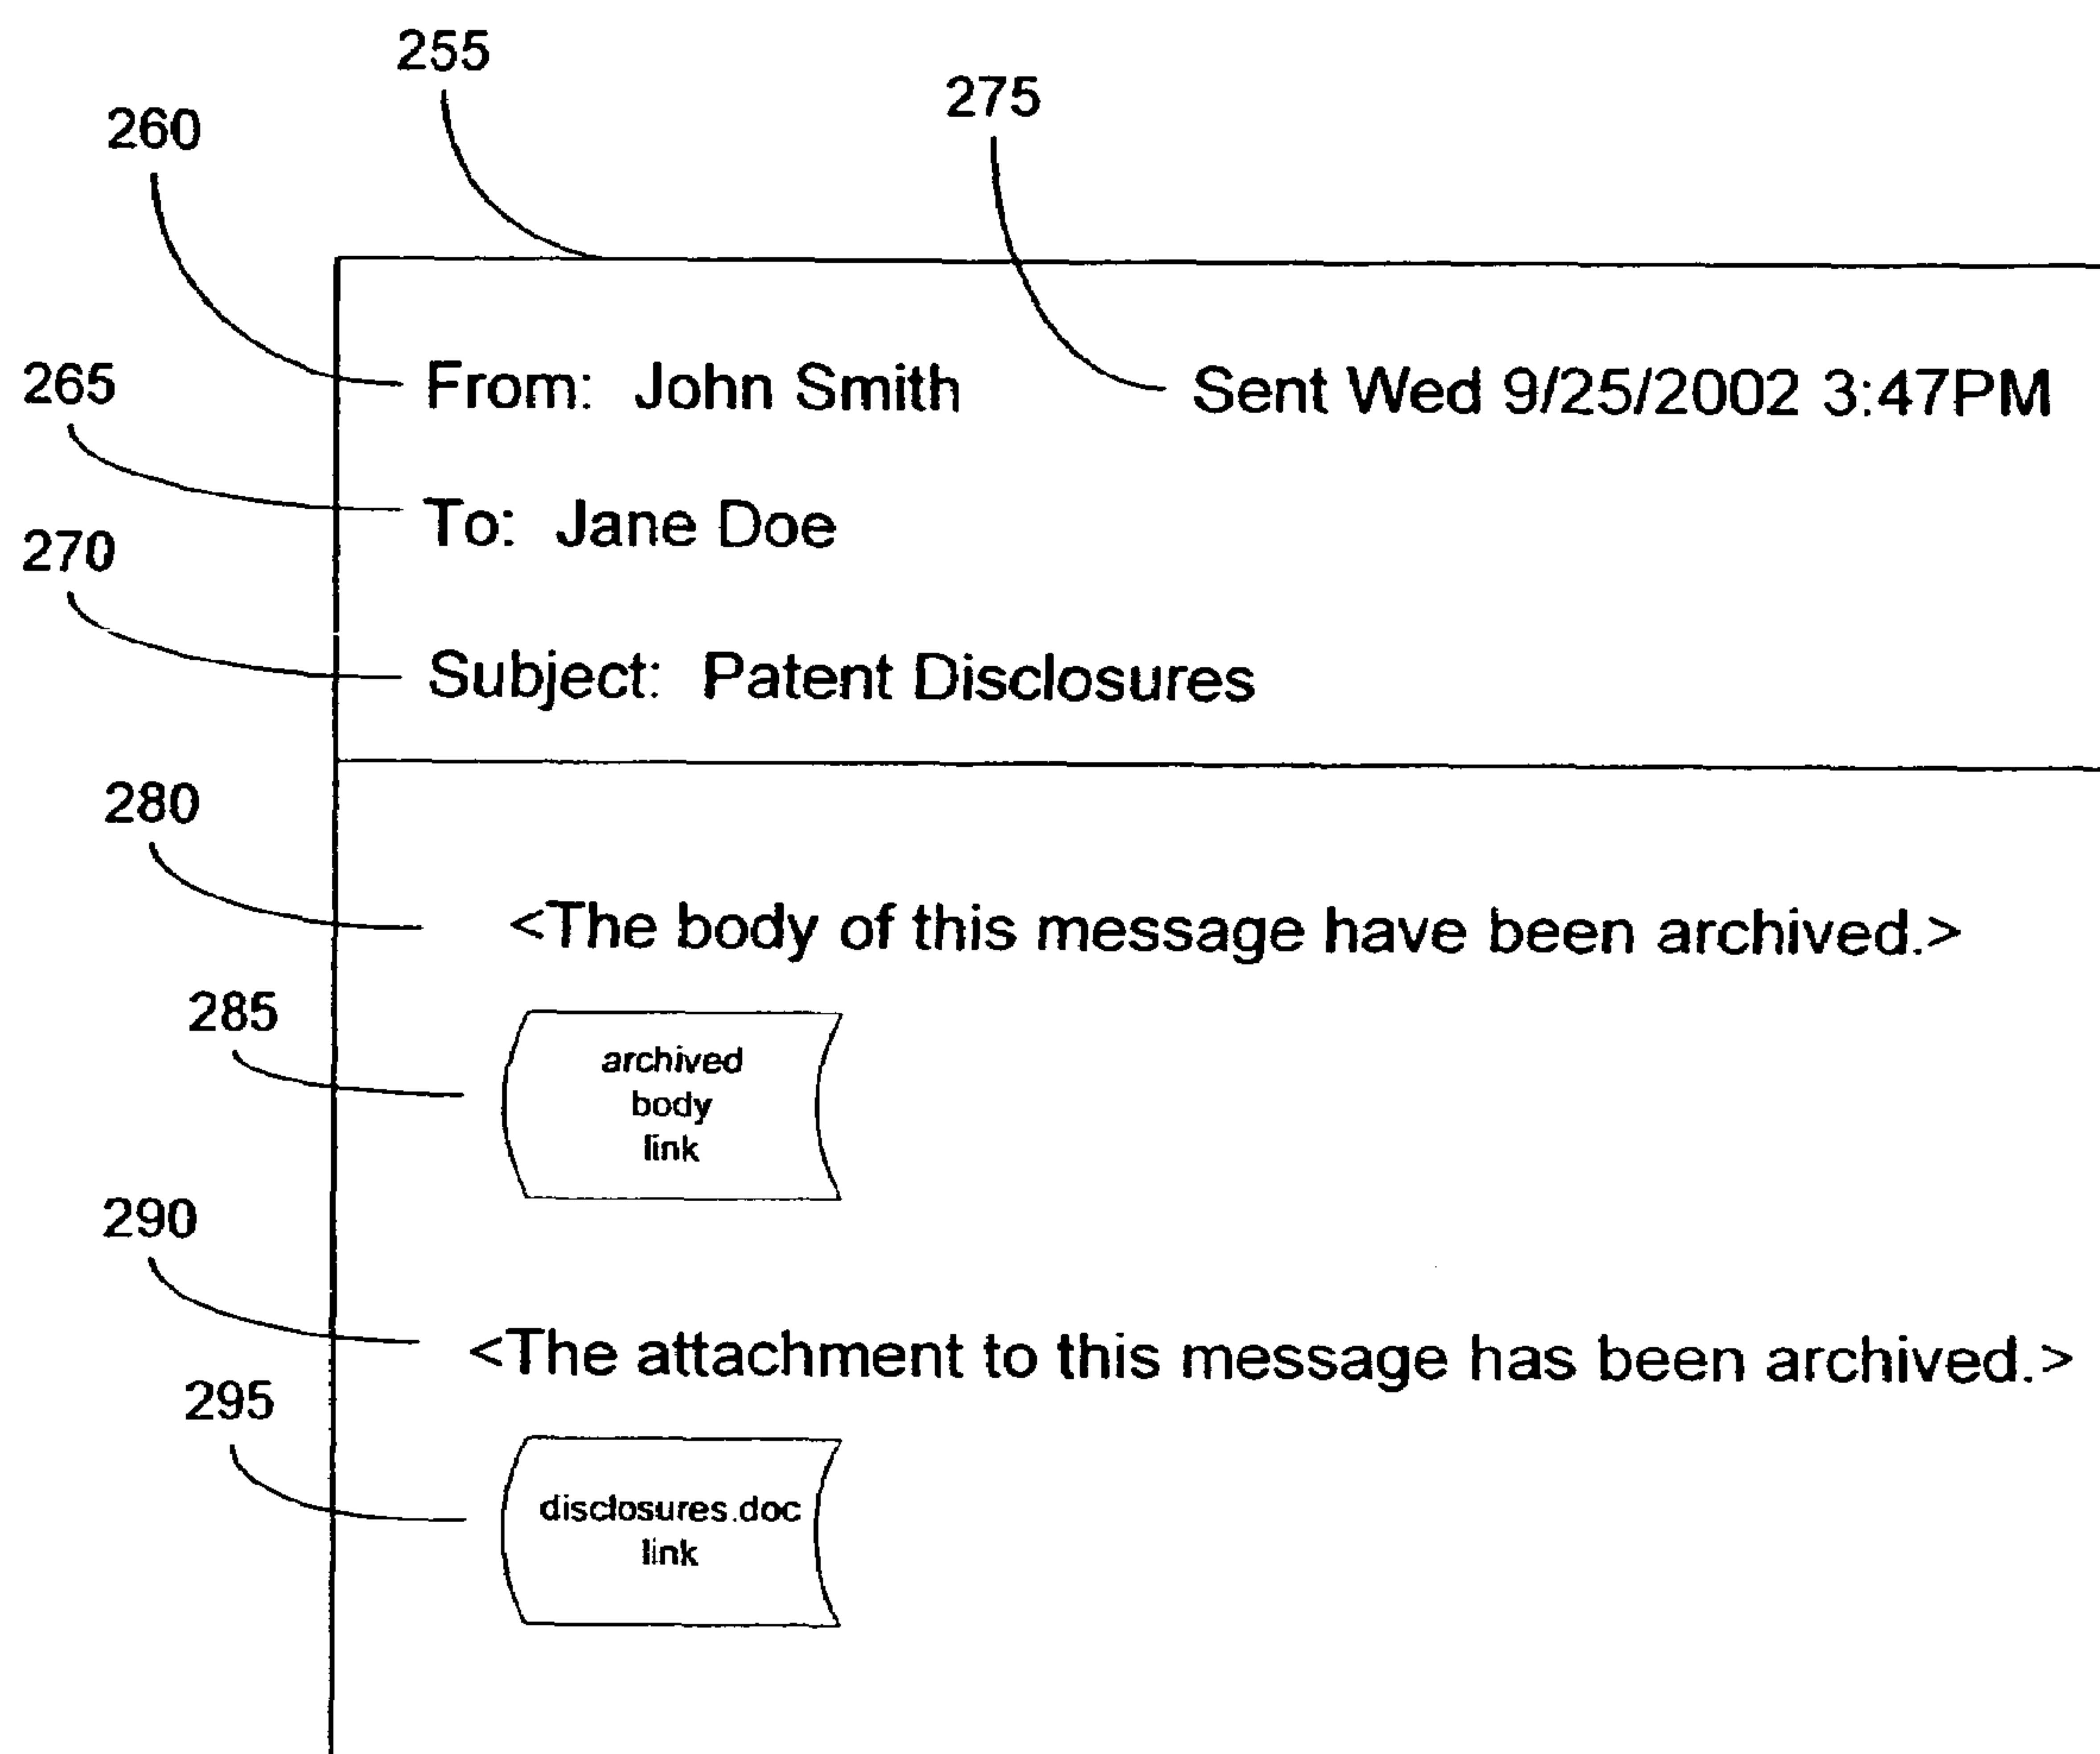 255
275
260
From: John Smith Sent Wed 9/25/2002 3:47PM
265
To: Jane Doe
270
Subject: Patent Disclosures
280
<The body of this message have been archived.>
285
archived
body
link
290
<The attachment to this message has been archived.>
295
disclosures.doc
link